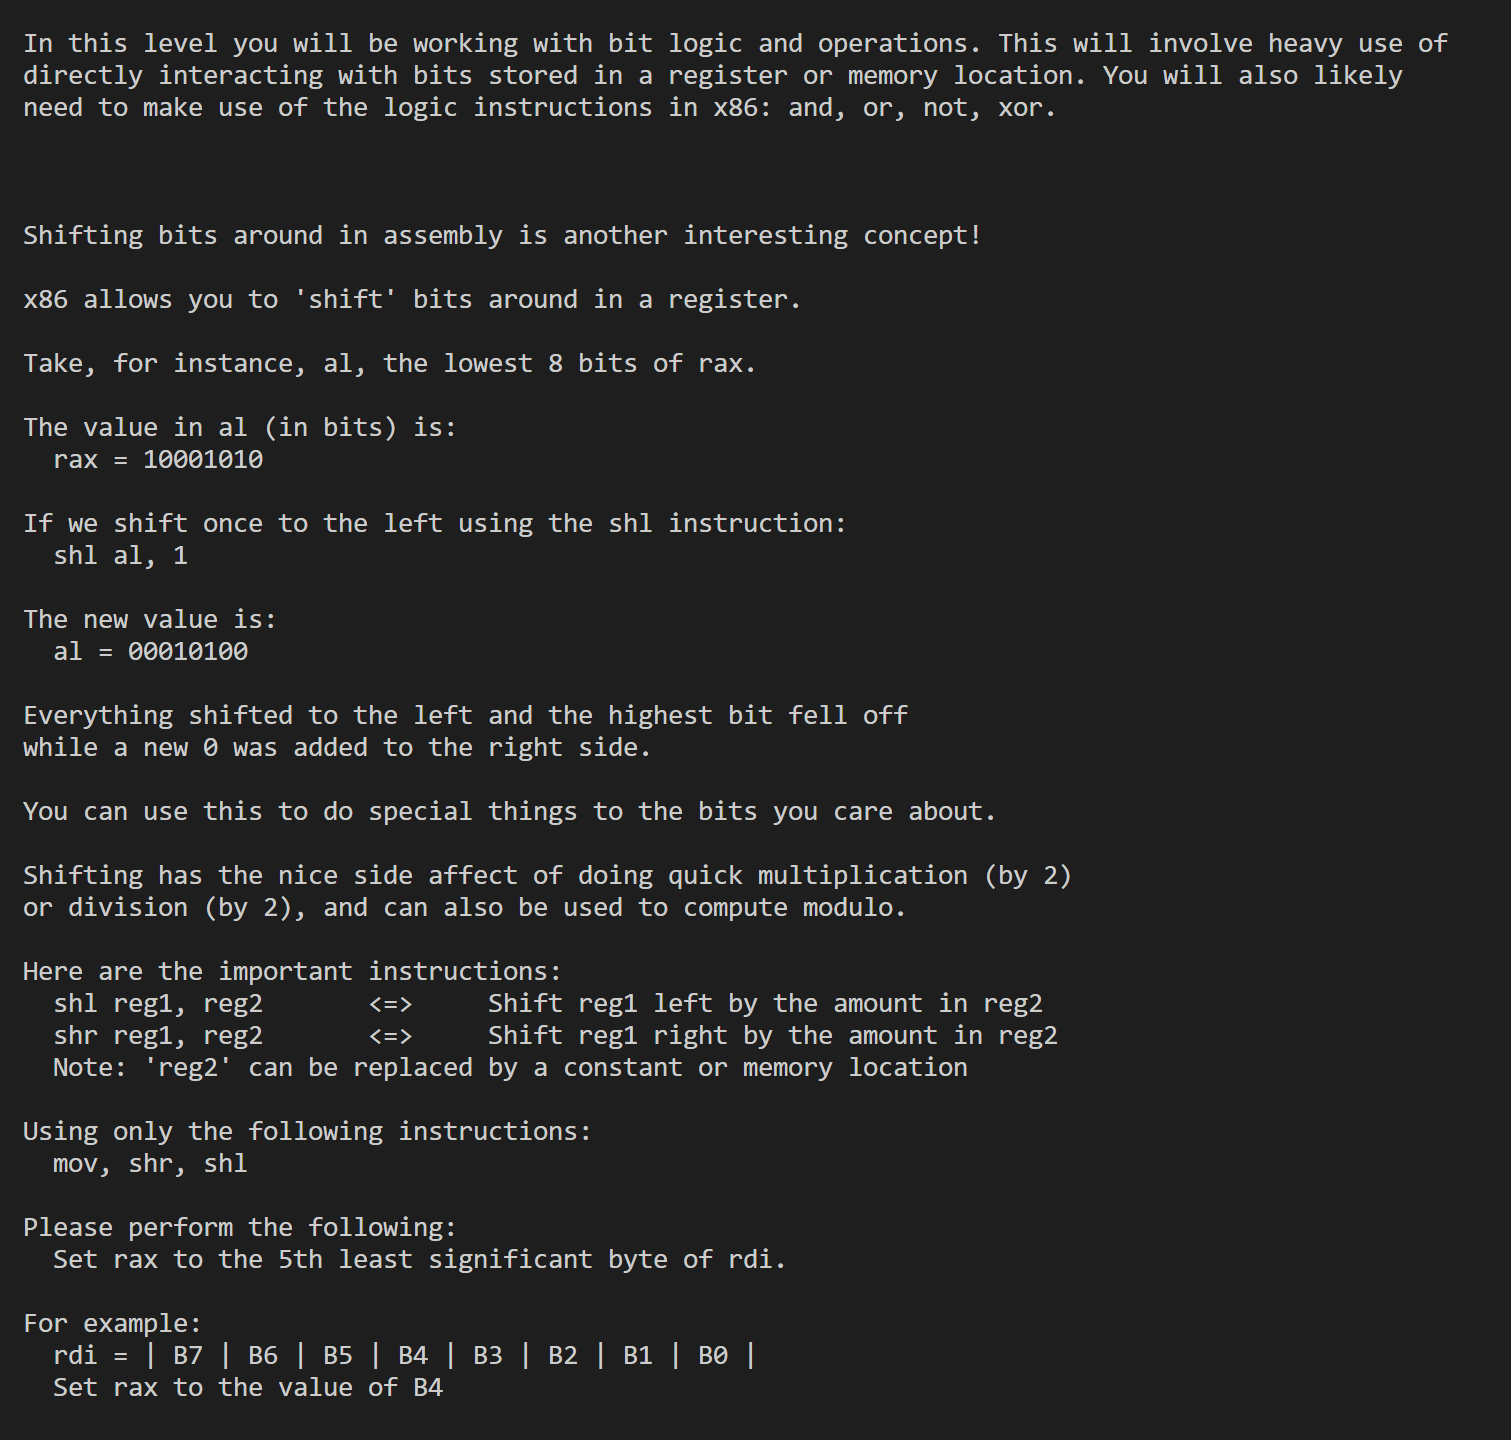 In this level you will be working with bit logic and operations. This will involve heavy use of
directly interacting with bits stored in a register or memory location. You will also likely
need to make use of the logic instructions in x86: and, or, not, xor.
Shifting bits around in assembly is another interesting concept!
x86 allows you to 'shift' bits around in a register.
Take, for instance, al, the lowest 8 bits of rax.
The value in al (in bits) is:
  rax = 10001010
If we shift once to the left using the shl instruction:
  shl al, 1
The new value is:
  al = 00010100
Everything shifted to the left and the highest bit fell off
while a new 0 was added to the right side.
You can use this to do special things to the bits you care about.
Shifting has the nice side affect of doing quick multiplication (by 2)
or division (by 2), and can also be used to compute modulo.
Here are the important instructions:
  shl reg1, reg2       <=>     Shift reg1 left by the amount in reg2
  shr reg1, reg2       <=>     Shift reg1 right by the amount in reg2
  Note: 'reg2' can be replaced by a constant or memory location
Using only the following instructions:
  mov, shr, shl
Please perform the following:
  Set rax to the 5th least significant byte of rdi.
For example:
  rdi = | B7 | B6 | B5 | B4 | B3 | B2 | B1 | B0 |
  Set rax to the value of B4